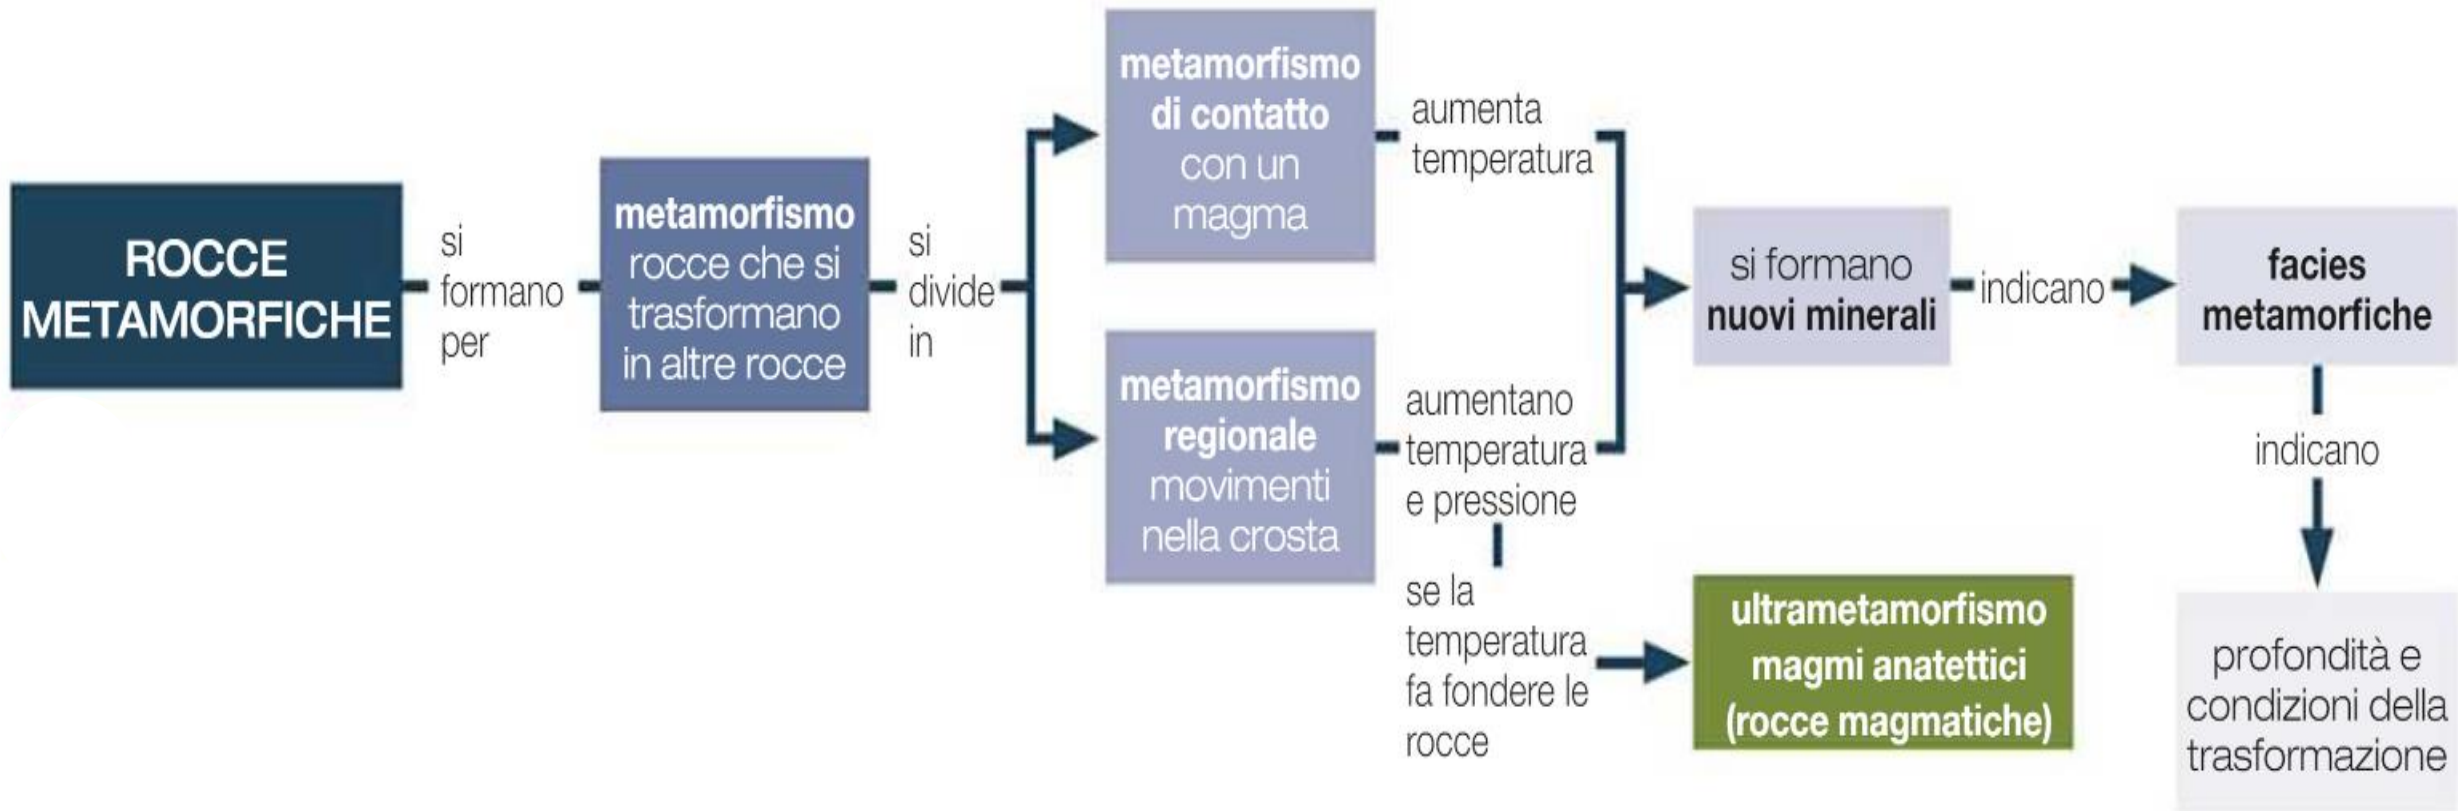 ROCCE
METAMORFICHE
si
formano
per
metamorfismo
rocce che si
trasformano
in altre rocce
si
divide
in
metamorfismo
di contatto
con un
magma
aumenta
temperatura
metamorfismo
regionale
movimenti
nella crosta
aumentano
temperatura
e pressione
si formano
nuovi minerali
indicano
facies
metamorfiche
indicano
profondità e
condizioni della
trasformazione
se la
temperatura
fa fondere le
rocce
ultrametamorfismo
magmi anatettici
(rocce magmatiche)